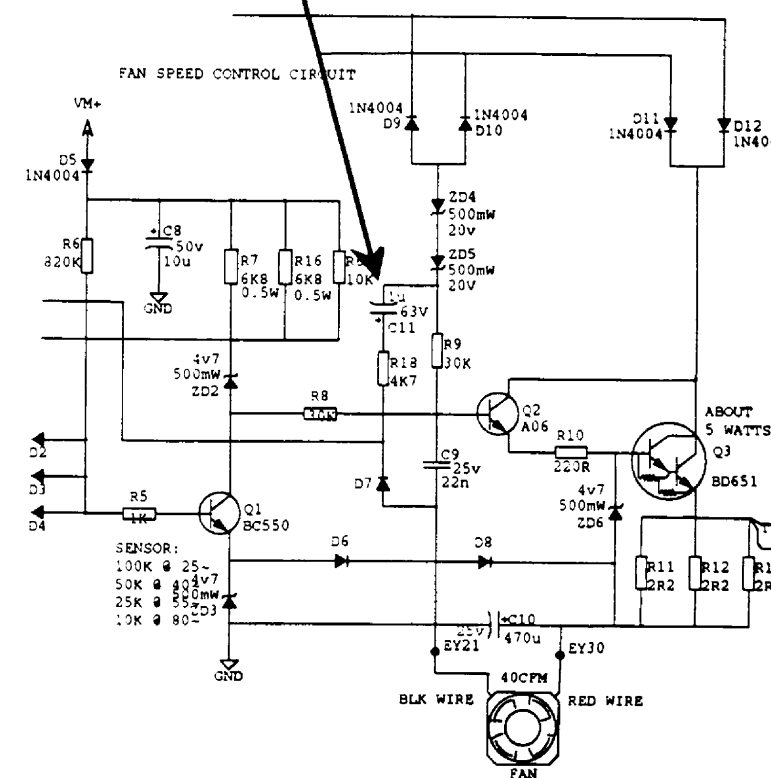 FAN SPEED CONTROL CIRCUIT
VM+
1N4004
D9
1N4004
D10
D11
1N4004
D12
D5
1N4004
ZD4
500mW
20v
ZD5
500mW
20V
R6
820K
C8
50v
10u
GND
R7
6K8
0.5W
R16
6K8
0.5W
10K
1u
63V
C11
R18
4K7
R9
30K
4v7
500mW
ZD2
R8
30K
Q2
A06
R10
220R
ABOUT
5 WATTS
Q3
BD651
C9
25v
22n
D7
4v7
500mW
ZD6
D2
D3
D4
R5
1K
Q1
BC550
SENSOR:
100K @ 25~
50K @ 40~
25K @ 55~
10K @ 80~
4v7
500mW
ZD3
D6
D8
R11
2R2
R12
2R2
25v
C10
470u
EY21
EY30
GND
40CFM
BLK WIRE
RED WIRE
FAN